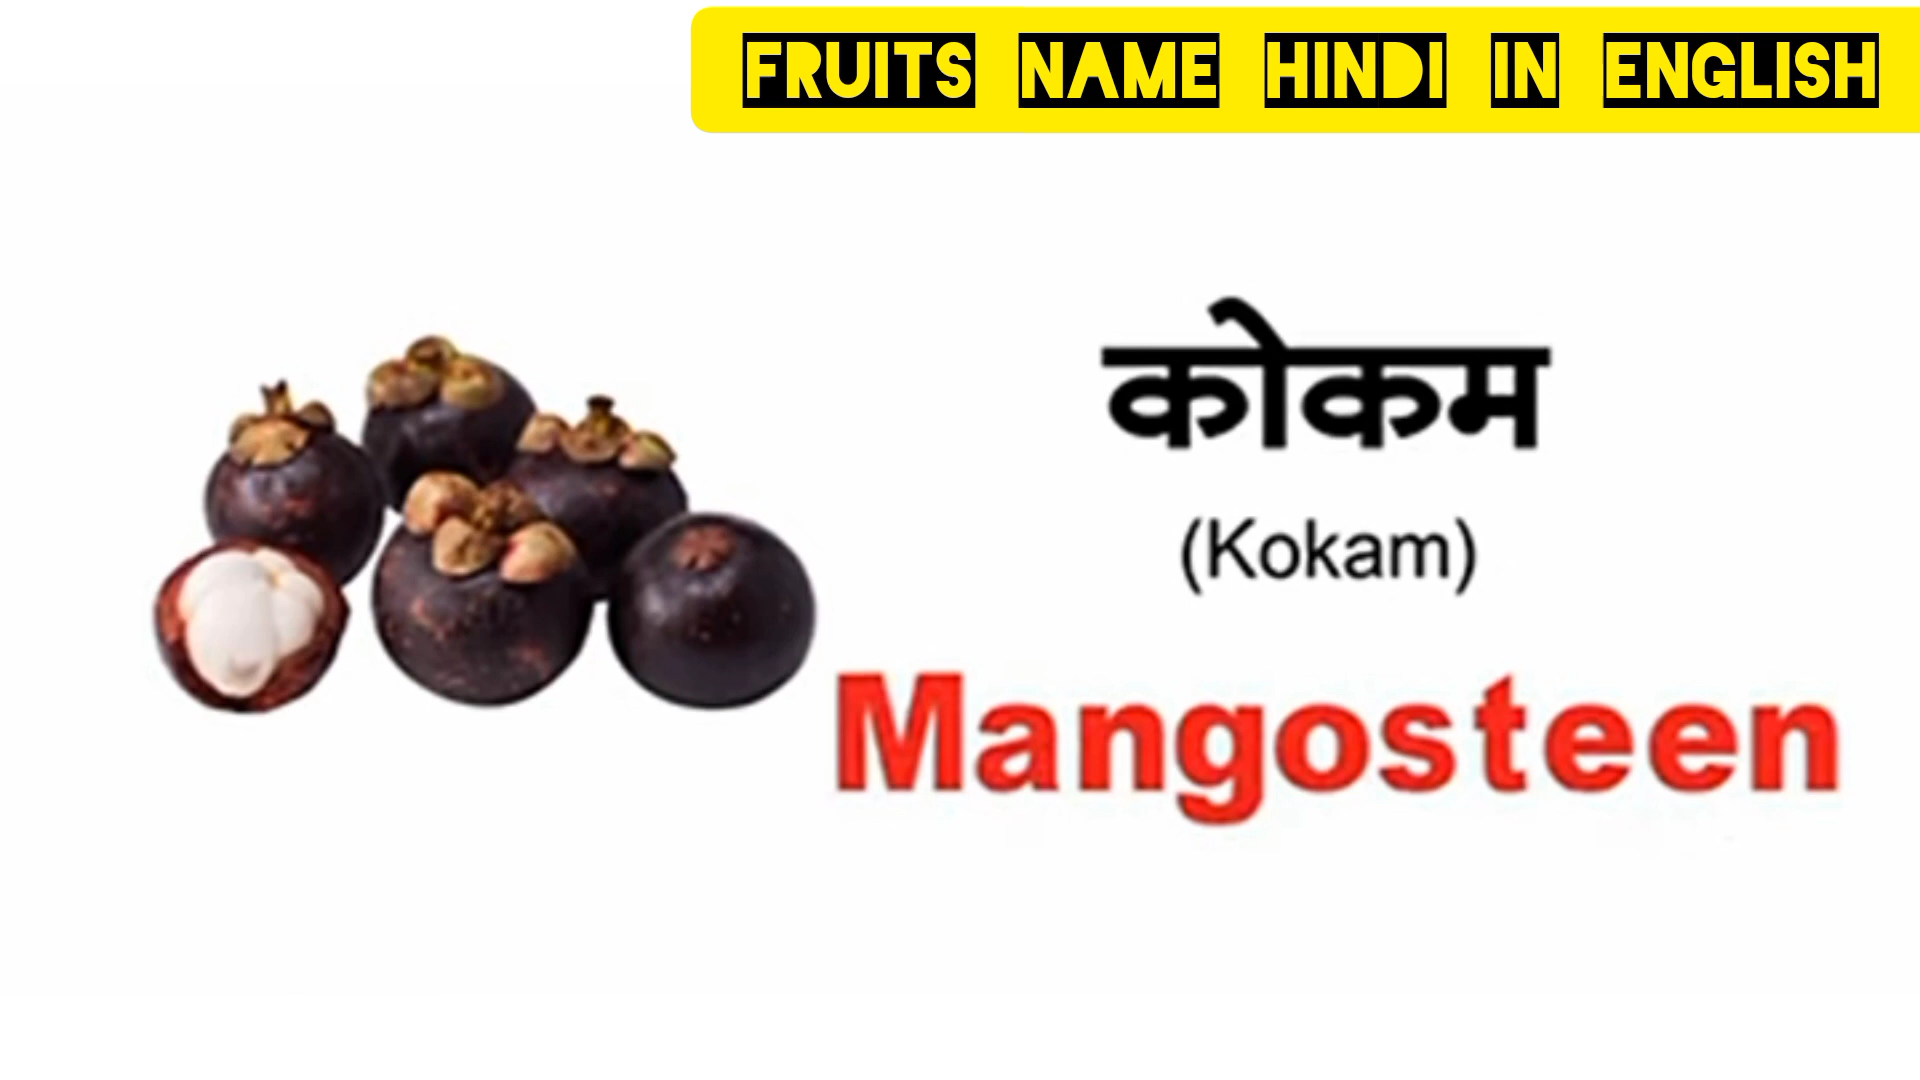 FRUITS NAME HINDI IN ENGLISH
कोकम
(Kokam)
Mangosteen